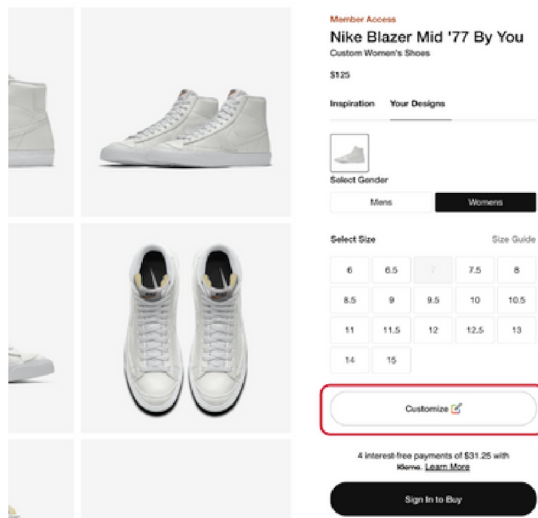 Member Access
Nike Blazer Mid '77 By You
Custom Women's Shoes
$125
Inspiration Your Designs
Select Gender
Mens Womens
Select Size Size Guide
6 6.5 7 7.5 8
8.5 9 9.5 10 10.5
11 11.5 12 12.5 13
14 15
Customize
4 interest-free payments of $31.25 with
Learn More
Sign In to Buy